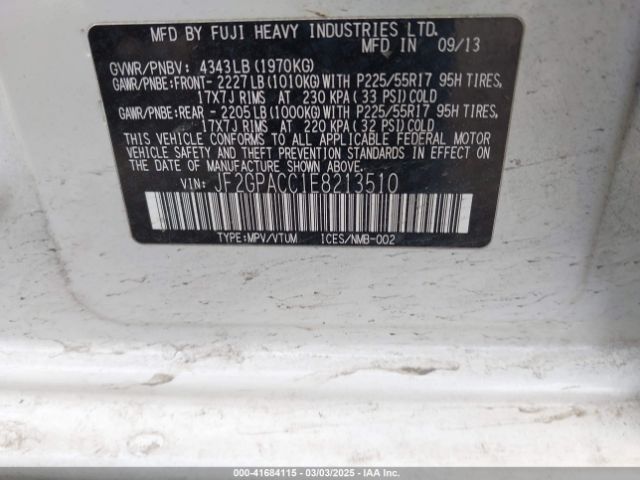 MFD BY FUJI HEAVY INDUSTRIES LTD.
MFD IN 09/13
GVWR/PNBV: 4343LB (1970KG)
GAWR/PNBE:FRONT- 2227LB (1010KG) WITH P225/55R17 95H TIRES,
17X7J RIMS AT 230 KPA (33 PSI) COLD
GAWR/PNBE:REAR - 2205LB (1000KG) WITH P225/55R17 95H TIRES,
17X7J RIMS AT 220 KPA (32 PSI) COLD
THIS VEHICLE CONFORMS TO ALL APPLICABLE FEDERAL MOTOR
VEHICLE SAFETY AND THEFT PREVENTION STANDARDS IN EFFECT ON
THE DATE OF MANUFACTURE SHOWN ABOVE.
VIN: JF2GPACC1E8213510
TYPE:MPV/VTUM ICES/NMB-002
000-41684115 - 03/03/2025 - IAA Inc.